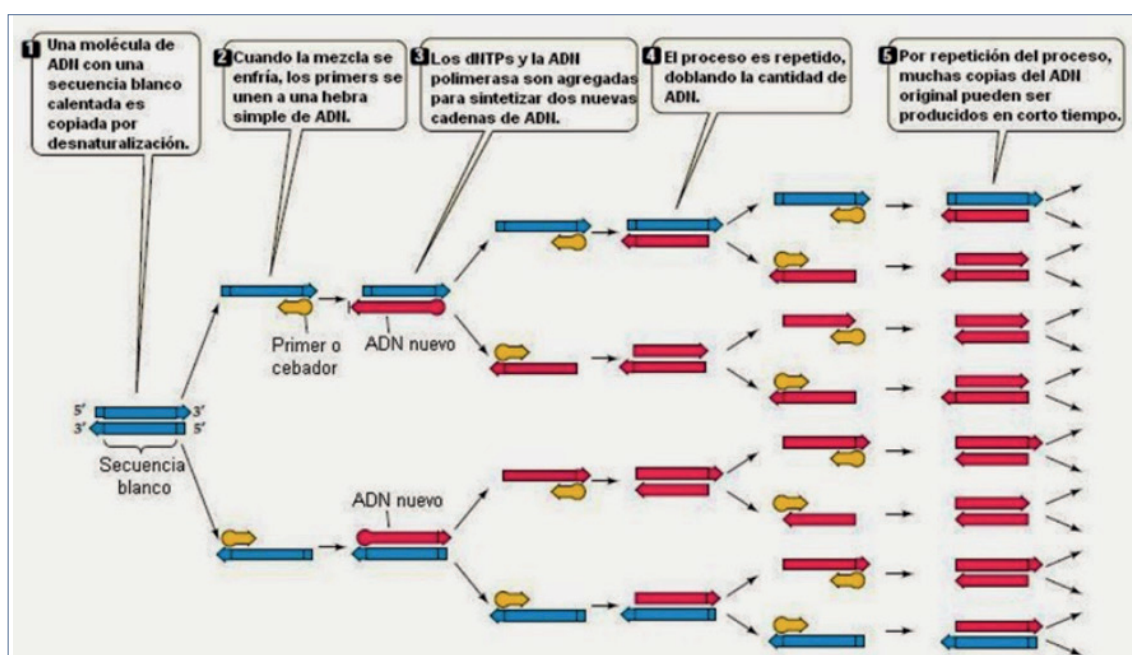 1 Una molécula de
ADN con una
secuencia blanco
calentada es
copiada por
desnaturalización.
2 Cuando la mezcla se
enfría, los primers se
unen a una hebra
simple de ADN.
3 Los dNTPs y la ADN
polimerasa son agregadas
para sintetizar dos nuevas
cadenas de ADN.
4 El proceso es repetido,
doblando la cantidad de
ADN.
5 Por repetición del proceso,
muchas copias del ADN
original pueden ser
producidos en corto tiempo.
Primer o
cebador
ADN nuevo
5' 3'
3' 5'
Secuencia
blanco
ADN nuevo